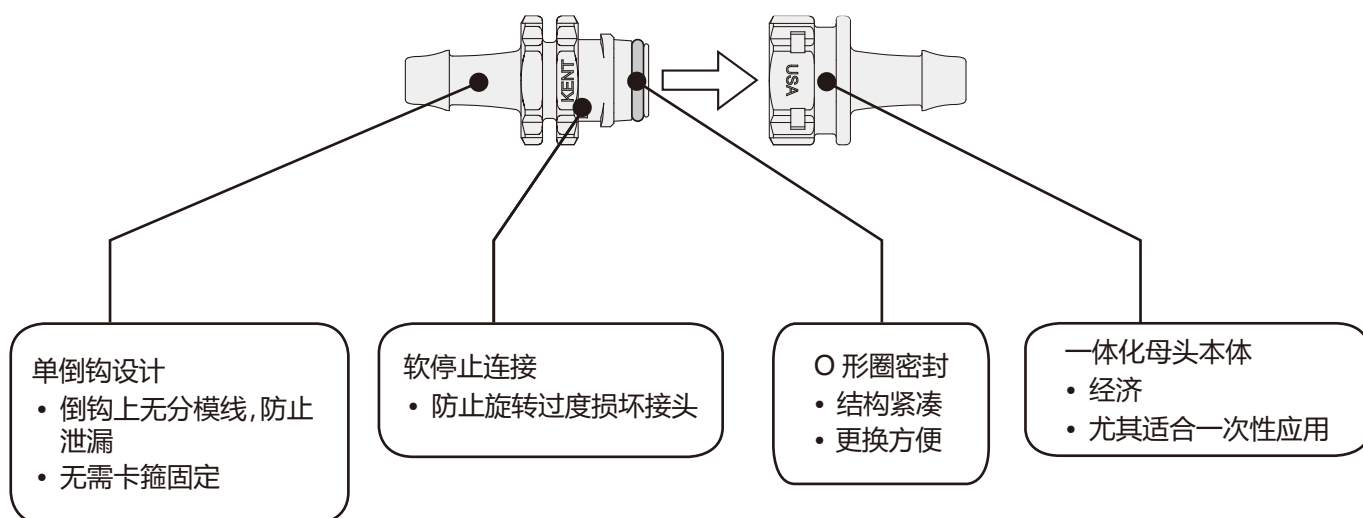 KENT
USA
单倒钩设计
• 倒钩上无分模线,防止
泄漏
• 无需卡箍固定
软停止连接
• 防止旋转过度损坏接头
O 形圈密封
• 结构紧凑
• 更换方便
一体化母头本体
• 经济
• 尤其适合一次性应用